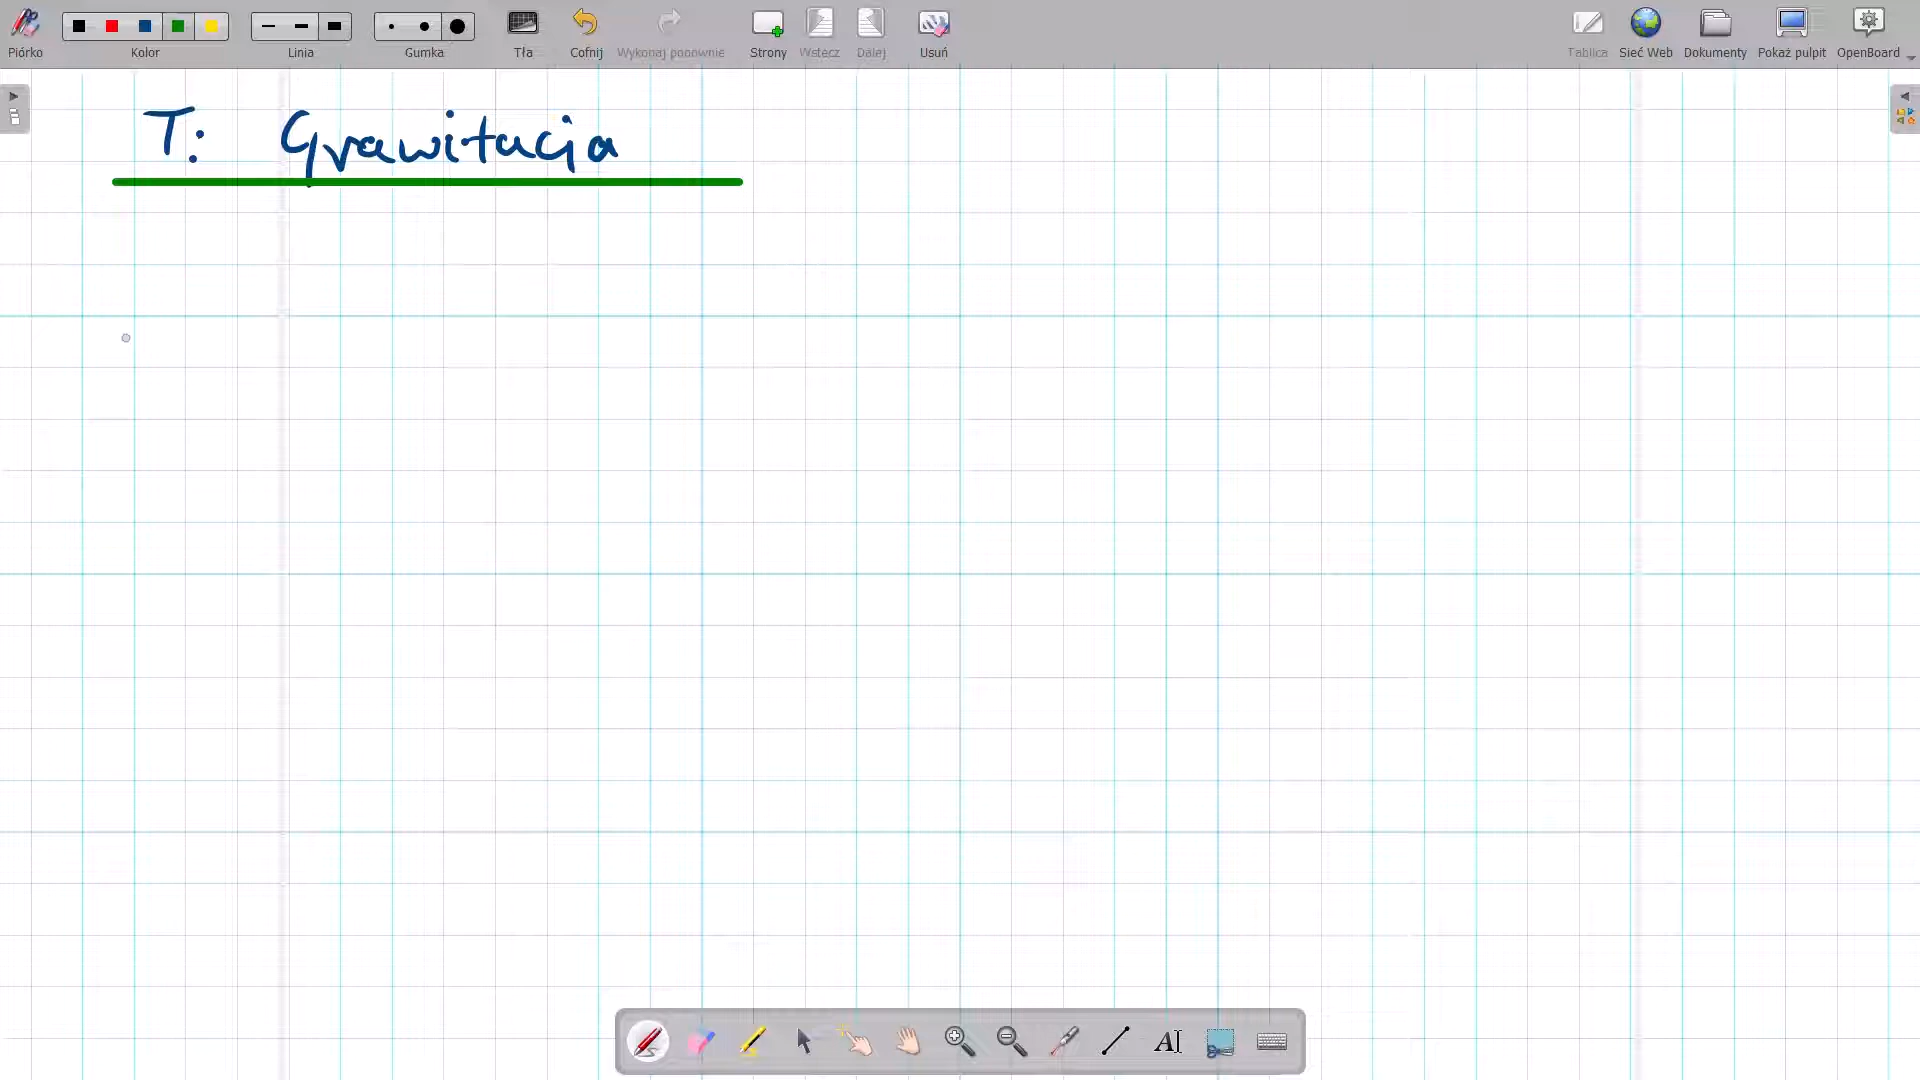 Piórko
Kolor
Linia
Gumka
Tła
Cofnij
Wykonaj ponownie
Strony
Wstecz
Dalej
Usuń
Tablica
Sieć Web
Dokumenty
Pokaż pulpit
OpenBoard
T: Grawitacja
A